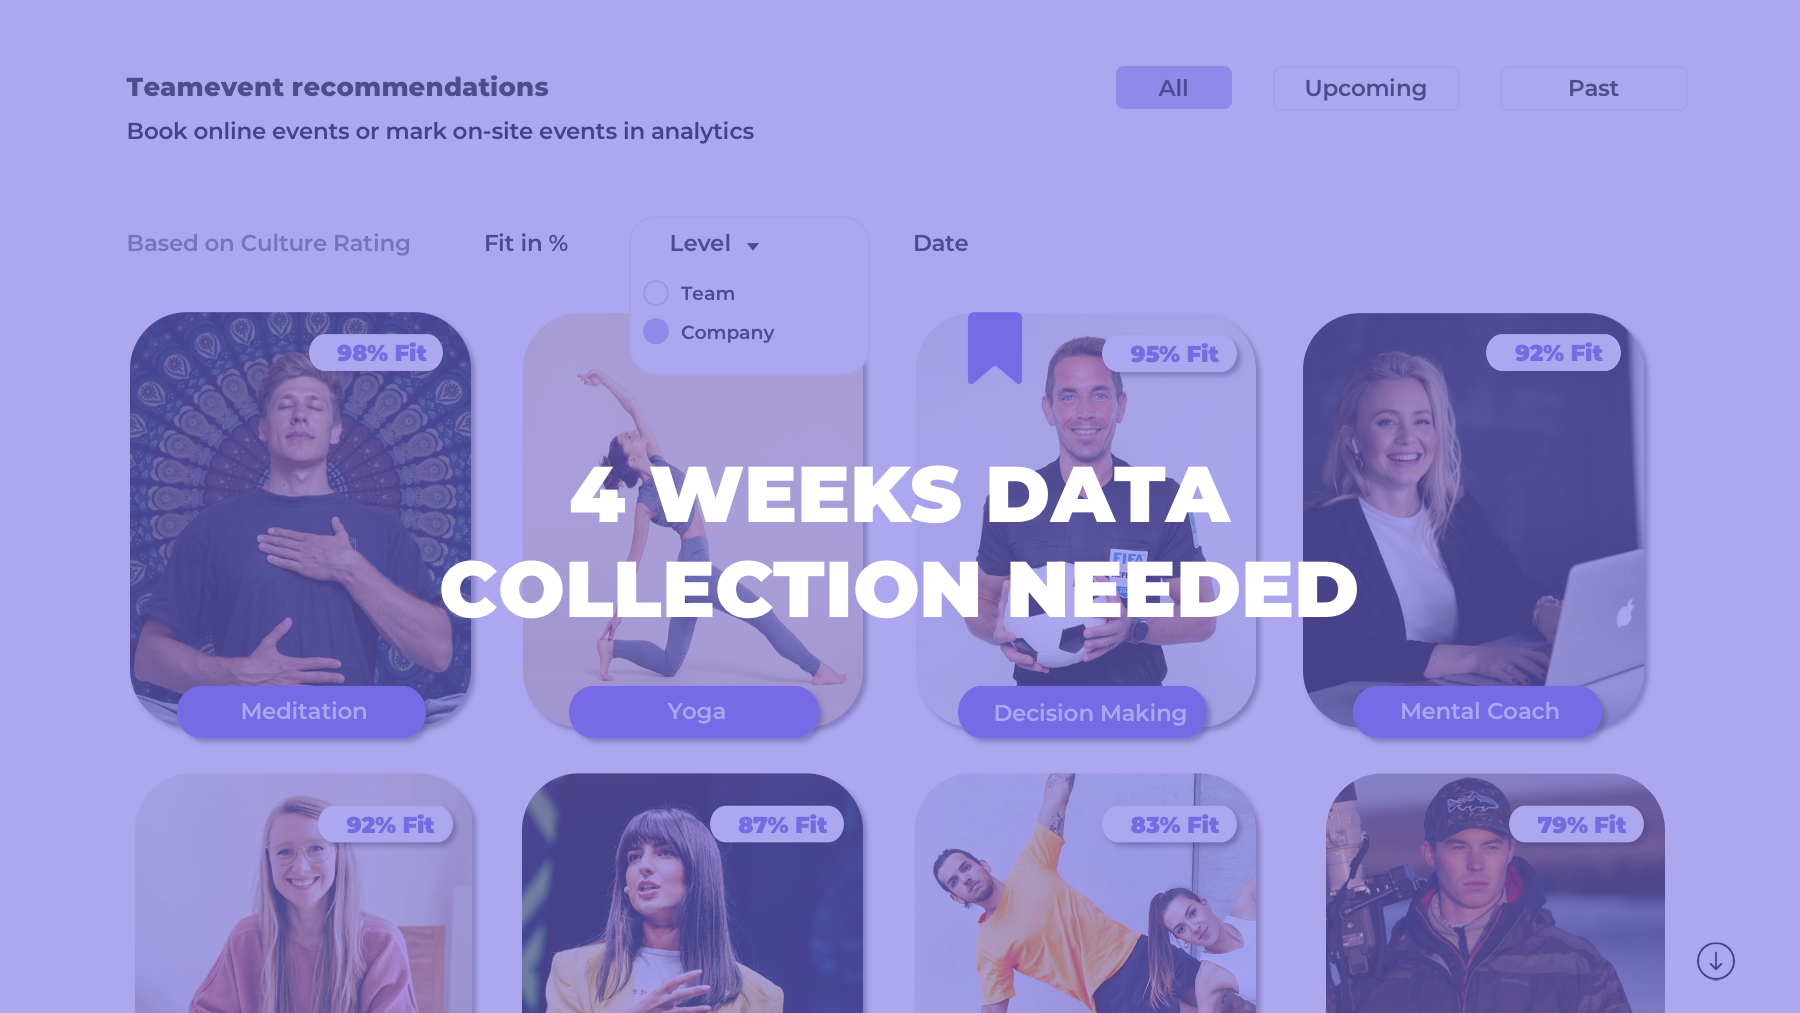 Teamevent recommendations
Book online events or mark on-site events in analytics
All
Upcoming
Past
Based on Culture Rating
Fit in %
Level
Date
Team
Company
98% Fit
95% Fit
92% Fit
4 WEEKS DATA
COLLECTION NEEDED
FIFA
Meditation
Yoga
Decision Making
Mental Coach
92% Fit
87% Fit
83% Fit
79% Fit